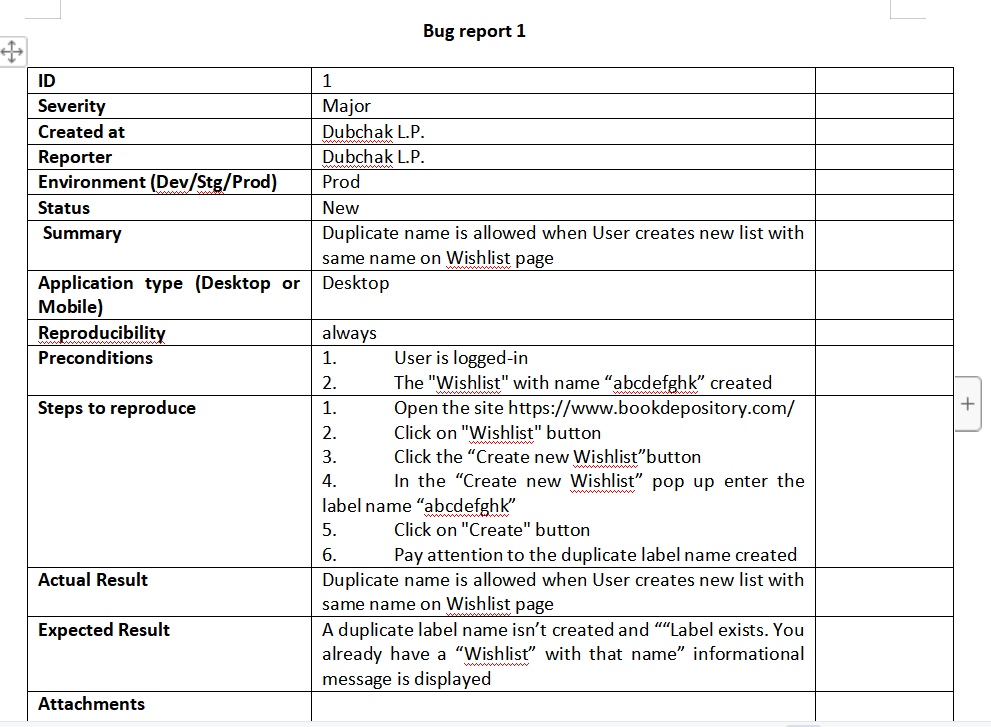 Bug report 1
ID 1
Severity Major
Created at Dubchak L.P.
Reporter Dubchak L.P.
Environment (Dev/Stg/Prod) Prod
Status New
Summary Duplicate name is allowed when User creates new list with
same name on Wishlist page
Application type (Desktop or Desktop
Mobile)
Reproducibility always
Preconditions 1. User is logged-in
2. The "Wishlist" with name “abcdefghk” created
Steps to reproduce 1. Open the site https://www.bookdepository.com/
2. Click on "Wishlist" button
3. Click the “Create new Wishlist”button
4. In the “Create new Wishlist” pop up enter the
label name “abcdefghk”
5. Click on "Create" button
6. Pay attention to the duplicate label name created
Actual Result Duplicate name is allowed when User creates new list with
same name on Wishlist page
Expected Result A duplicate label name isn’t created and ““Label exists. You
already have a “Wishlist” with that name” informational
message is displayed
Attachments